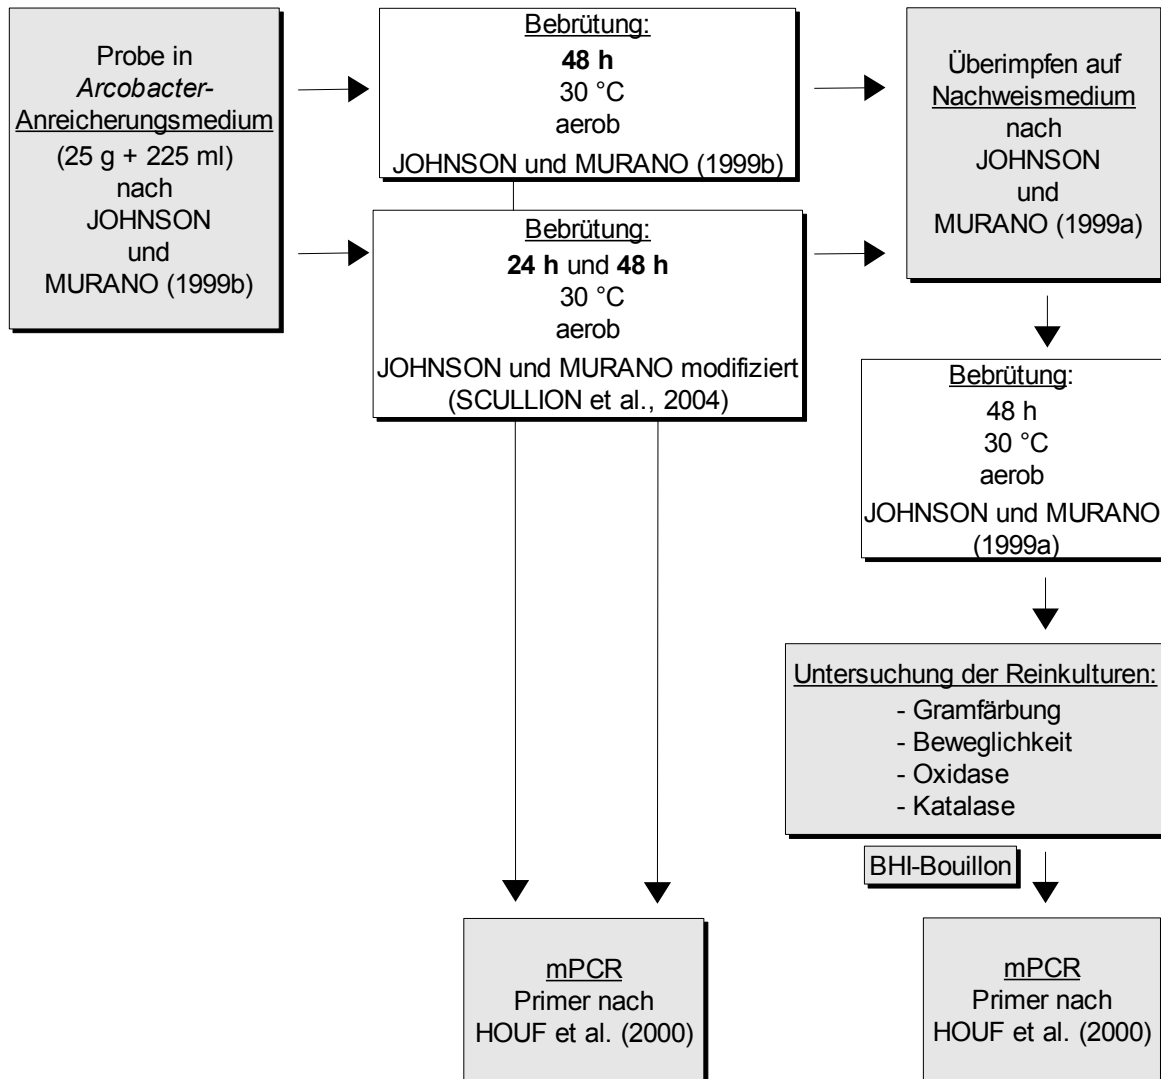 Probe in
Arcobacter-
Anreicherungsmedium
(25 g + 225 ml)
nach
JOHNSON
und
MURANO (1999b)
Bebrütung:
48 h
30 °C
aerob
JOHNSON und MURANO (1999b)
Bebrütung:
24 h und 48 h
30 °C
aerob
JOHNSON und MURANO modifiziert
(SCULLION et al., 2004)
Überimpfen auf
Nachweismedium
nach
JOHNSON
und
MURANO (1999a)
Bebrütung:
48 h
30 °C
aerob
JOHNSON und MURANO
(1999a)
Untersuchung der Reinkulturen:
- Gramfärbung
- Beweglichkeit
- Oxidase
- Katalase
BHI-Bouillon
mPCR
Primer nach
HOUF et al. (2000)
mPCR
Primer nach
HOUF et al. (2000)